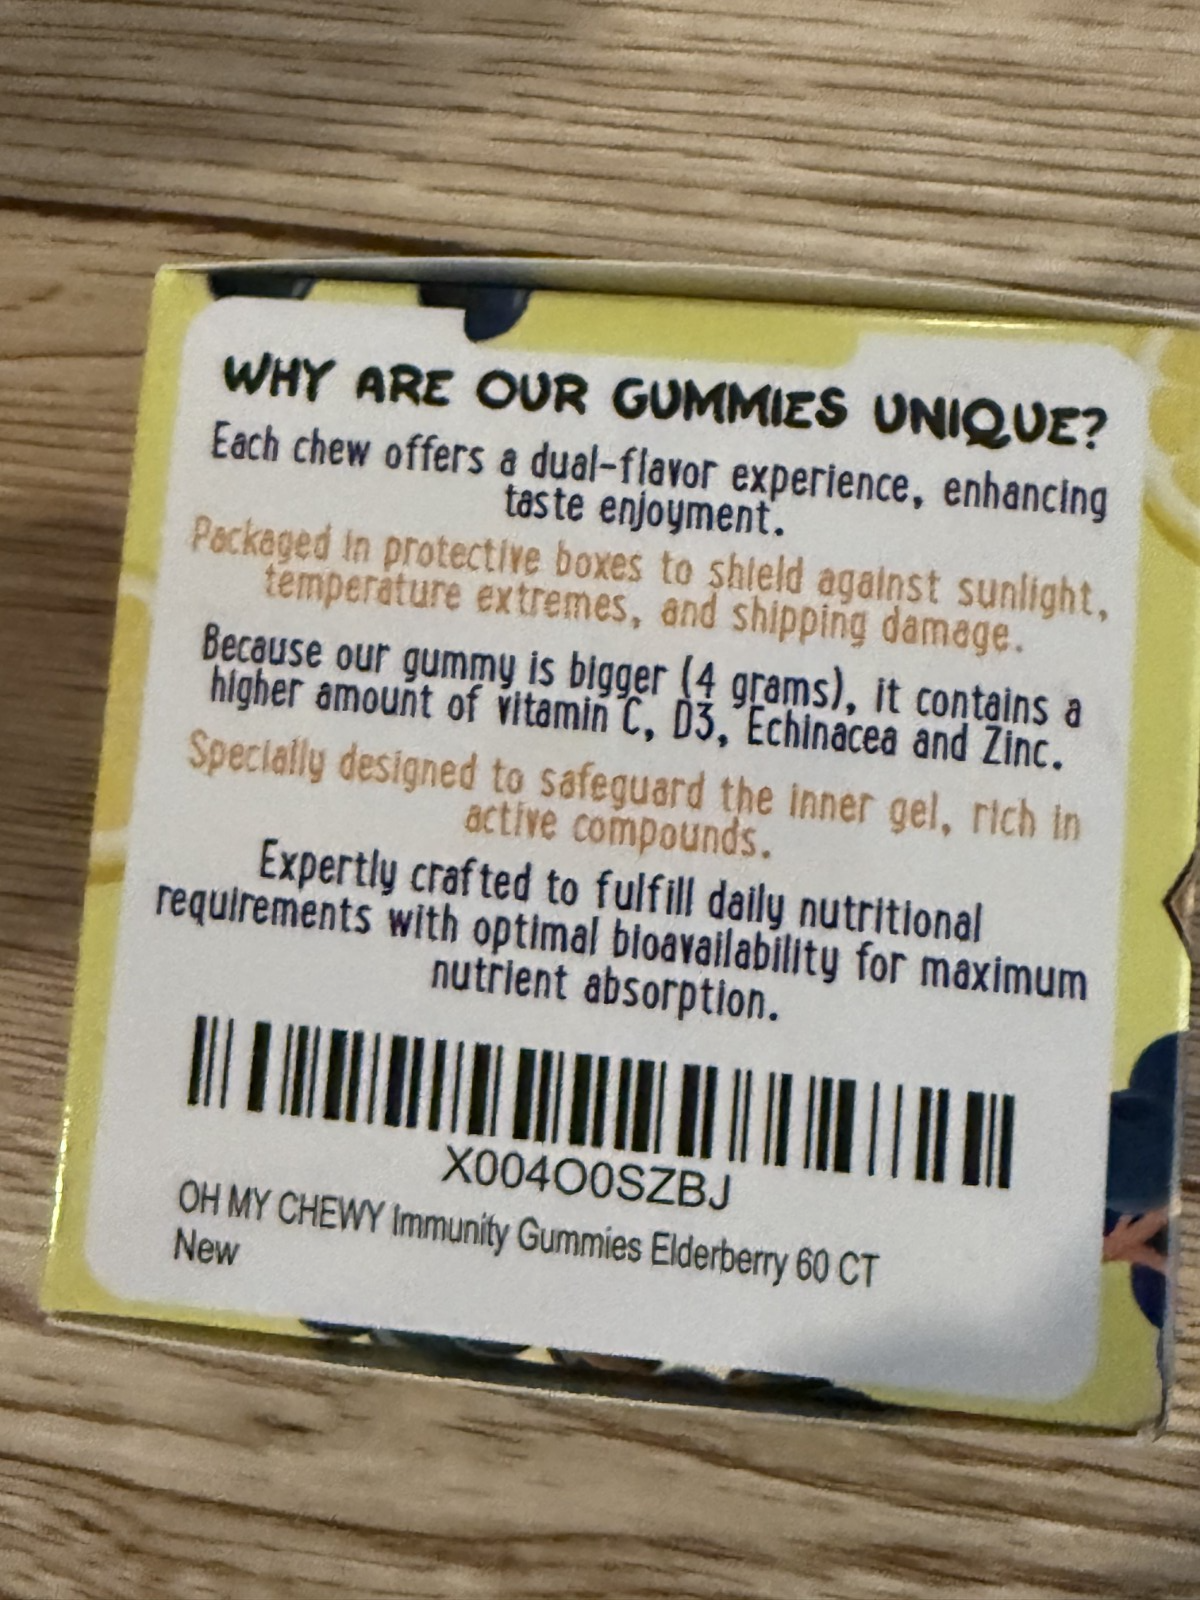 WHY ARE OUR GUMMIES UNIQUE?
Each chew offers a dual-flavor experience, enhancing
taste enjoyment.
Packaged in protective boxes to shield against sunlight,
temperature extremes, and shipping damage.
Because our gummy is bigger (4 grams), it contains a
higher amount of vitamin C, D3, Echinacea and Zinc.
Specially designed to safeguard the inner gel, rich in
active compounds.
Expertly crafted to fulfill daily nutritional
requirements with optimal bioavailability for maximum
nutrient absorption.
X004O0SZBJ
OH MY CHEWY Immunity Gummies Elderberry 60 CT
New